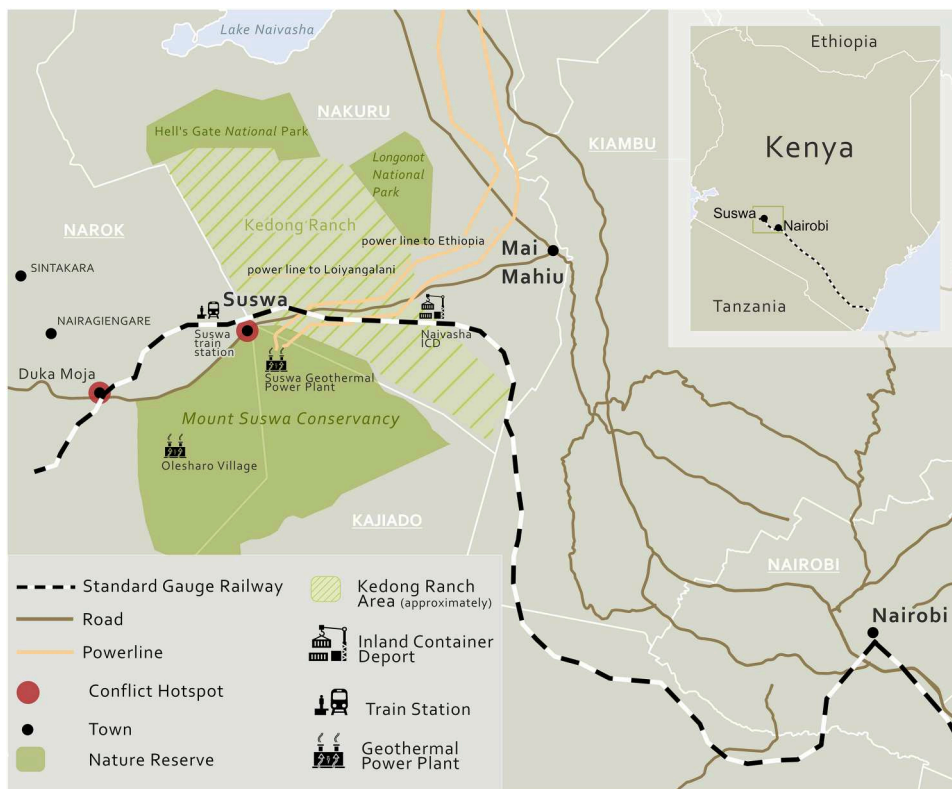 Lake Naivasha
NAKURU
Hell's Gate National Park
Longonot
National
Park
KIAMBU
Kedong Ranch
NAROK
power line to Ethiopia
power line to Loiyangalani
Mai
Mahiu
SINTAKARA
Suswa
NAIRAGIENGARE
Suswa
train
station
Naivasha
ICD
Duka Moja
Suswa Geothermal
Power Plant
Mount Suswa Conservancy
Olesharo Village
KAJIADO
NAIROBI
Nairobi
Ethiopia
Kenya
Suswa
Nairobi
Tanzania
Standard Gauge Railway
Road
Powerline
Conflict Hotspot
Town
Nature Reserve
Kedong Ranch
Area (approximately)
Inland Container
Deport
Train Station
Geothermal
Power Plant